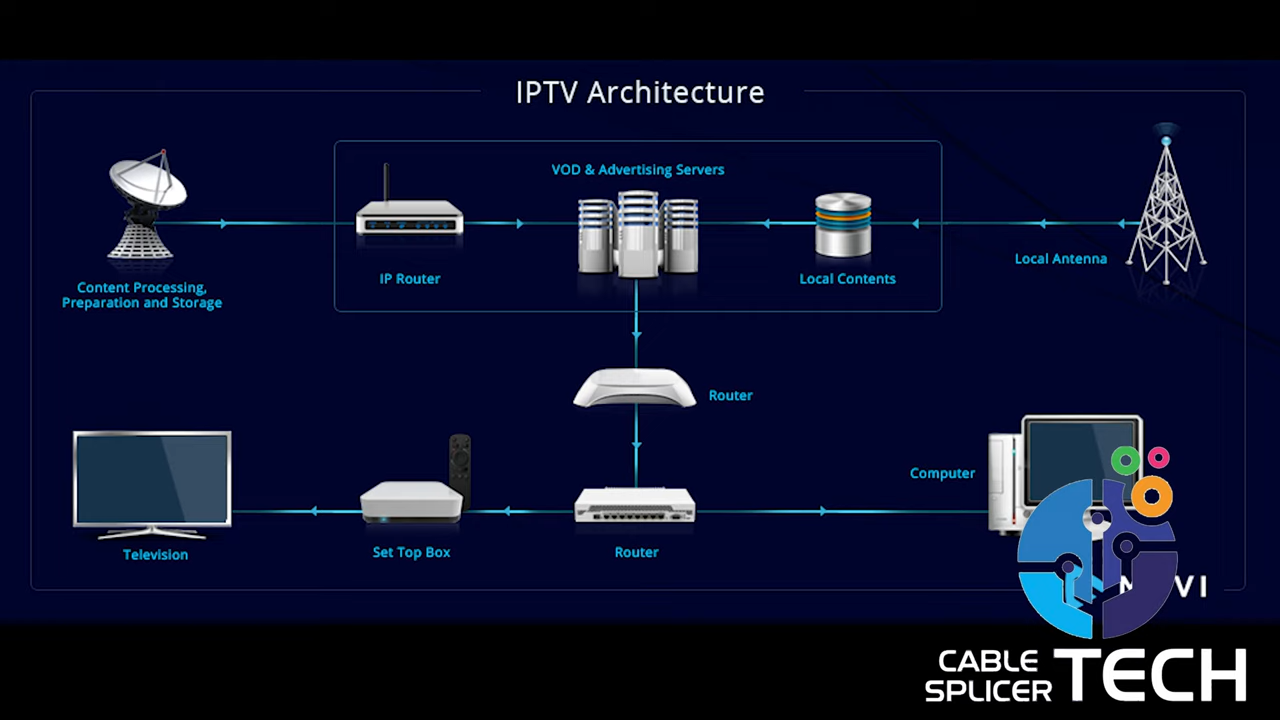 IPTV Architecture
VOD & Advertising Servers
IP Router
Local Contents
Local Antenna
Content Processing,
Preparation and Storage
Router
Computer
Television
Set Top Box
Router
VI
CABLE
SPLICER
TECH